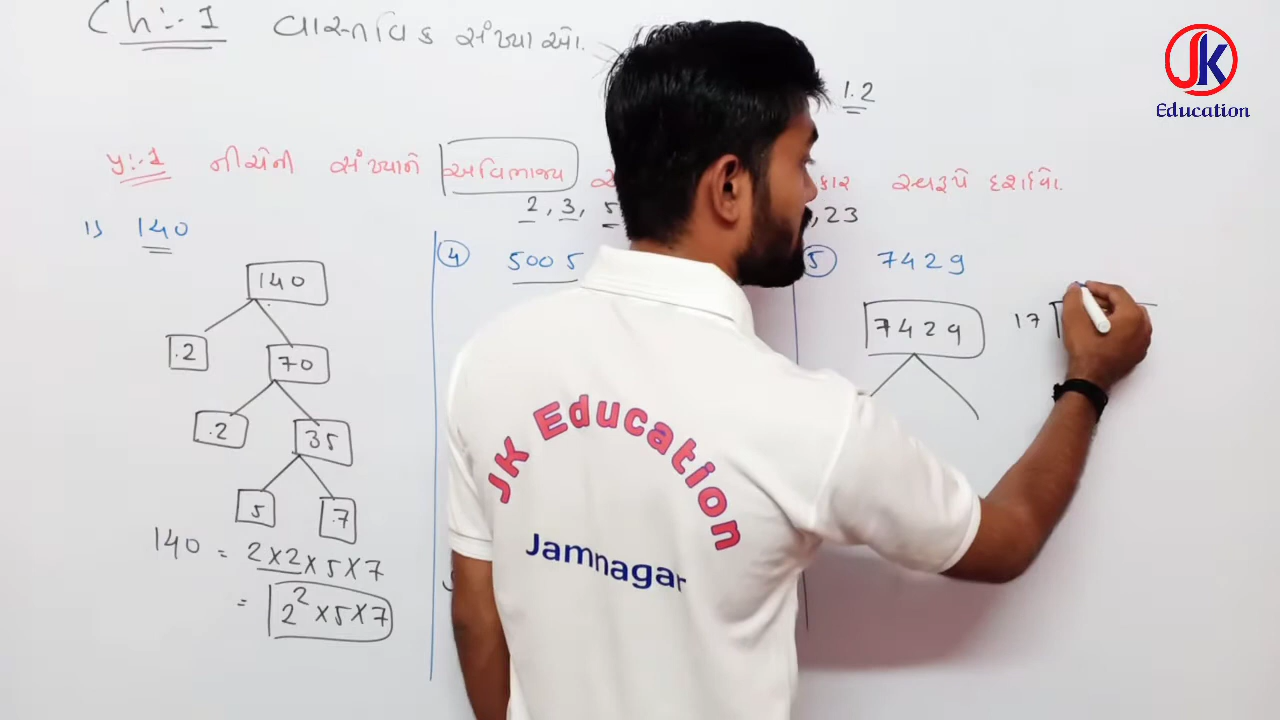 Ch:- 1 વાસ્તવિક સંખ્યાઓ.
1.2
JK
Education
પ્ર:-1 નીચેની સંખ્યાને અવિભાજ્ય કાર સ્વરૂપે દર્શાવો.
2, 3, 5 , 23
1) 140
140
.2 70
.2 35
5 .7
140 = 2×2×5×7
= 2² ×5×7
4 5005
5 7429
7429
17
JK Education
Jamnagar